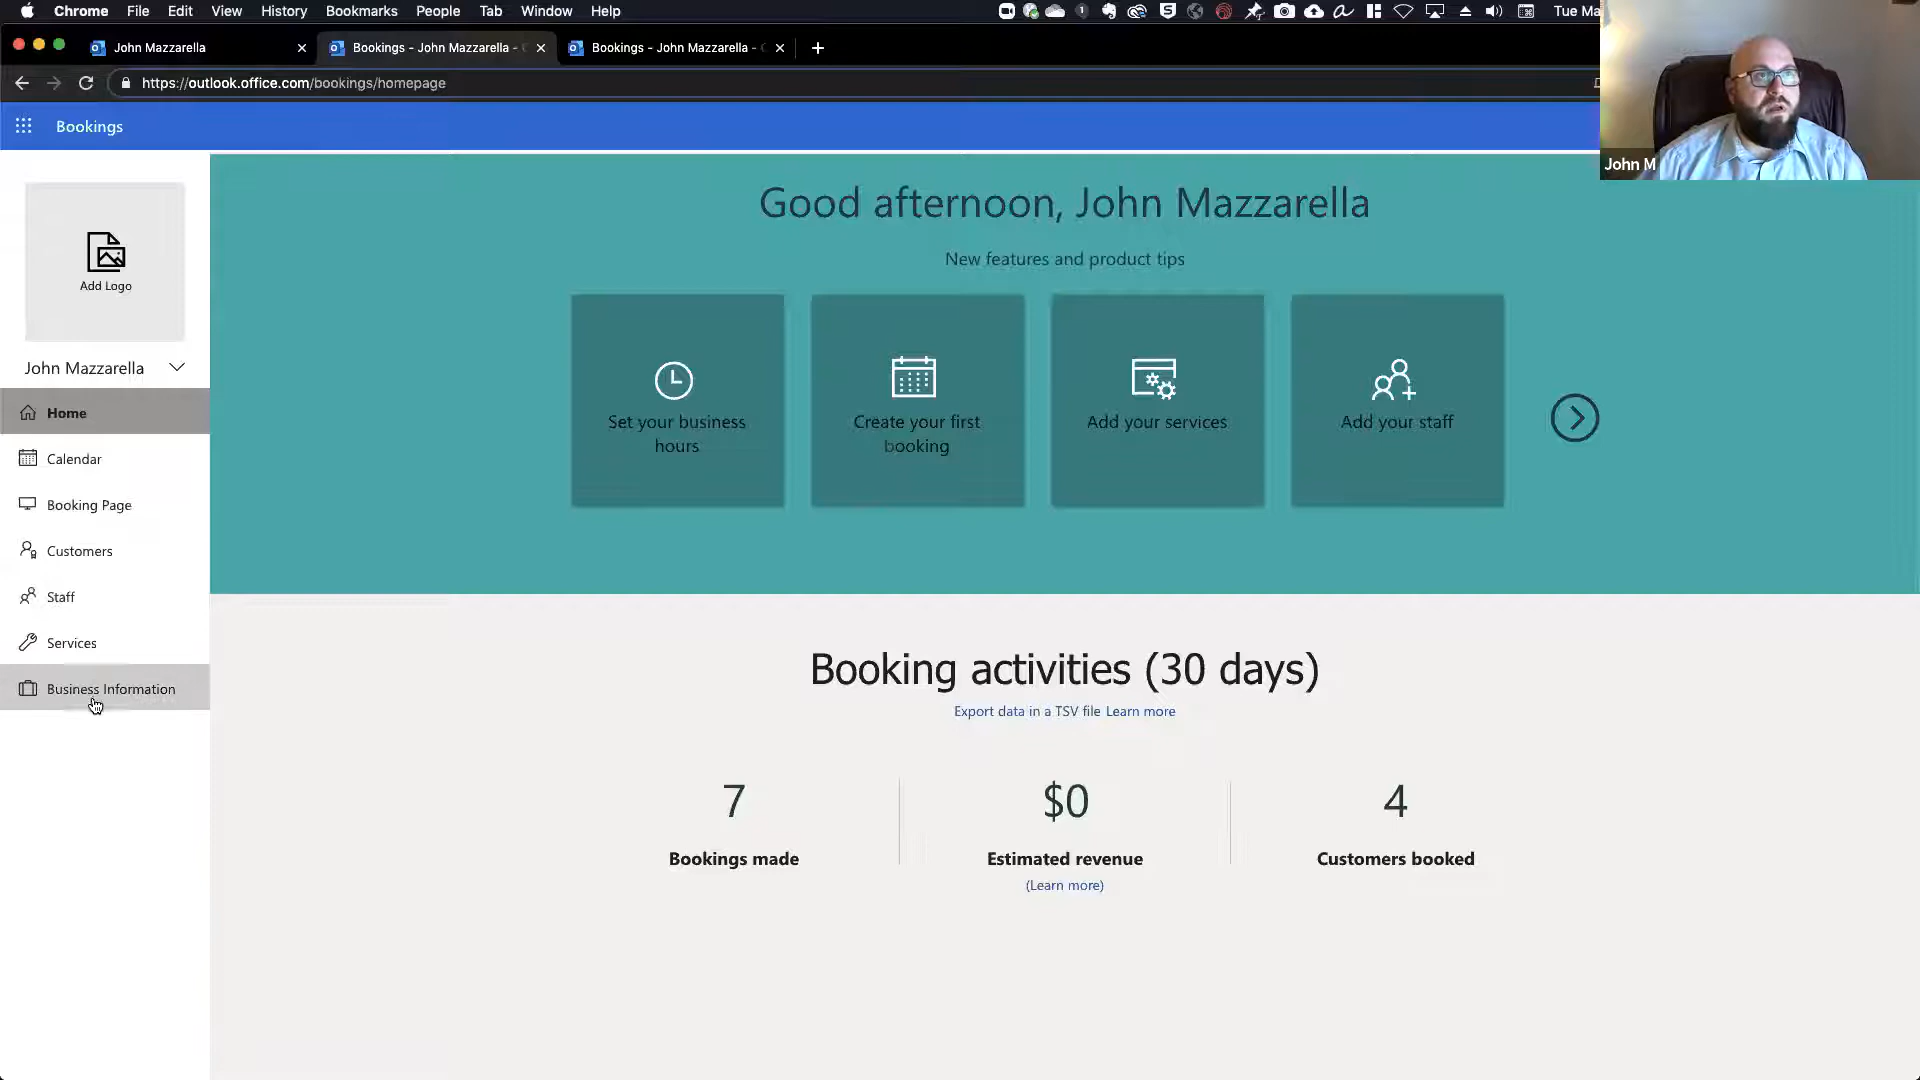 Chrome File Edit View History Bookmarks People Tab Window Help
Tue Ma
John Mazzarella
Bookings - John Mazzarella -
Bookings - John Mazzarella -
https://outlook.office.com/bookings/homepage
Bookings
John M
Add Logo
John Mazzarella
Home
Calendar
Booking Page
Customers
Staff
Services
Business Information
Good afternoon, John Mazzarella
New features and product tips
Set your business
hours
Create your first
booking
Add your services
Add your staff
Booking activities (30 days)
Export data in a TSV file Learn more
7
Bookings made
$0
Estimated revenue
(Learn more)
4
Customers booked